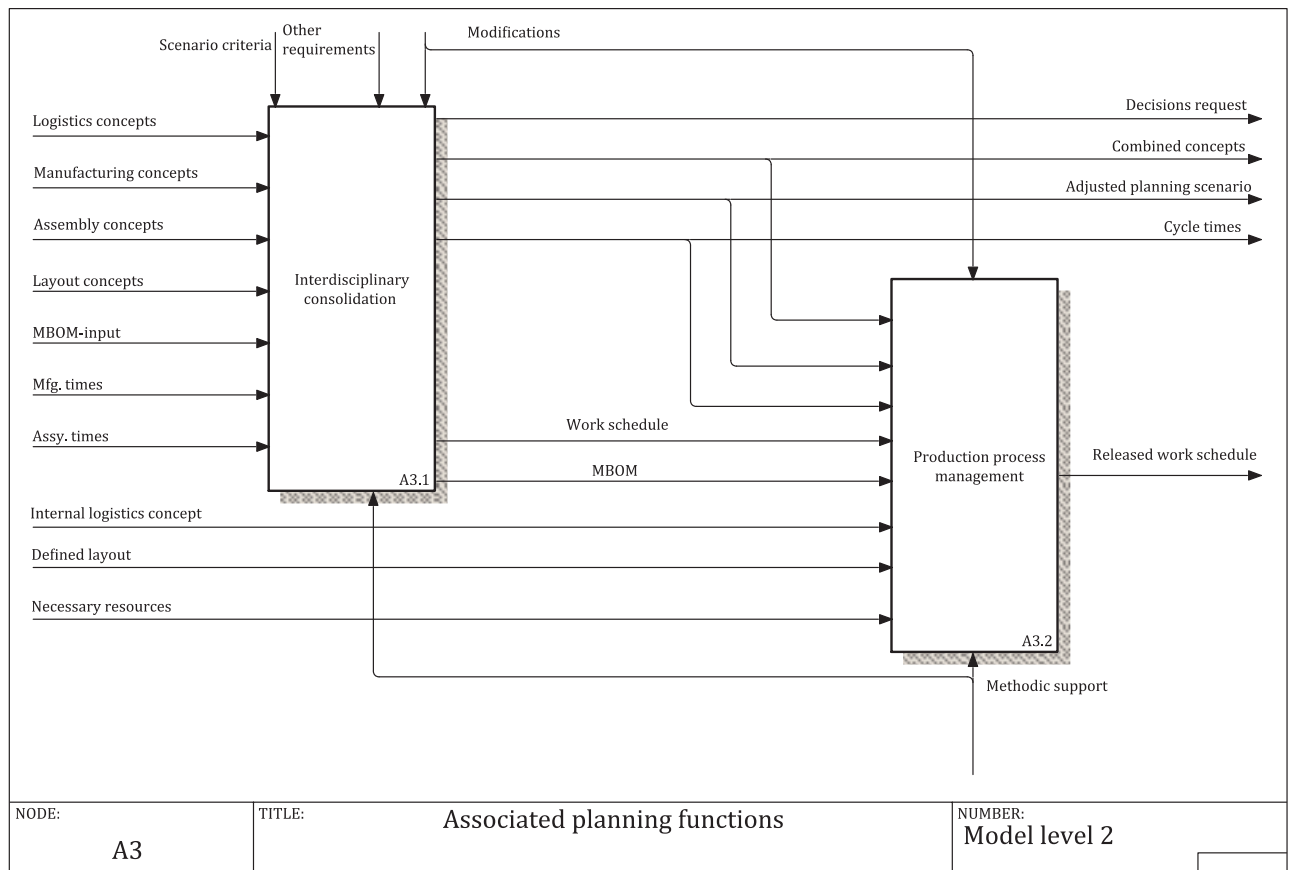 Other
Modifications
Scenario criteria
requirements
Decisions request
Logistics concepts
Combined concepts
Manufacturing concepts
Adjusted planning scenario
Assembly concepts
Cycle times
Layout concepts
Interdisciplinary
consolidation
MBOM-input
Mfg. times
Work schedule
Assy. times
Production process
management
Released work schedule
MBOM
A3.1
Internal logistics concept
Defined layout
Necessary resources
A3.2
Methodic support
NODE:
A3
TITLE:
Associated planning functions
NUMBER:
Model level 2